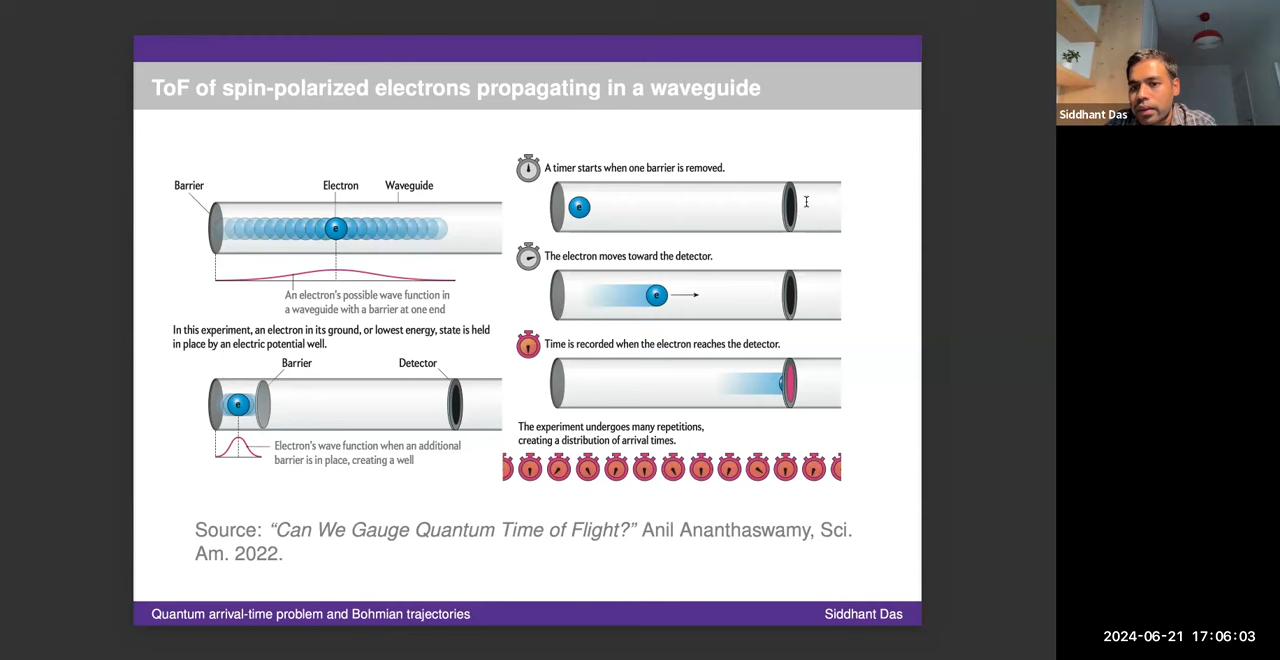 ToF of spin-polarized electrons propagating in a waveguide
Barrier
Electron
Waveguide
e
An electron's possible wave function in
a waveguide with a barrier at one end
In this experiment, an electron in its ground, or lowest energy, state is held
in place by an electric potential well.
Barrier
Detector
e
Electron's wave function when an additional
barrier is in place, creating a well
A timer starts when one barrier is removed.
e
The electron moves toward the detector.
e
Time is recorded when the electron reaches the detector.
The experiment undergoes many repetitions,
creating a distribution of arrival times.
Source: “Can We Gauge Quantum Time of Flight?” Anil Ananthaswamy, Sci.
Am. 2022.
Quantum arrival-time problem and Bohmian trajectories
Siddhant Das
Siddhant Das
2024-06-21 17:06:03